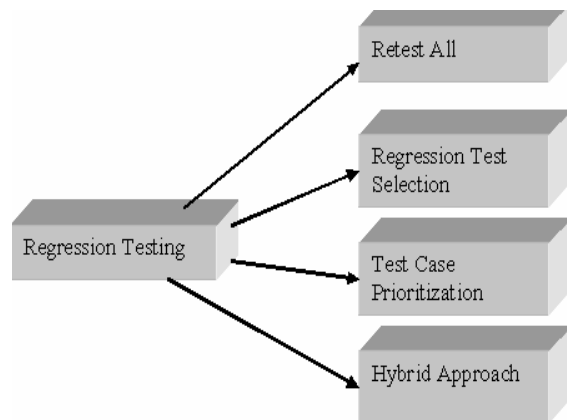 Retest All
Regression Test
Selection
Regression Testing
Test Case
Prioritization
Hybrid Approach